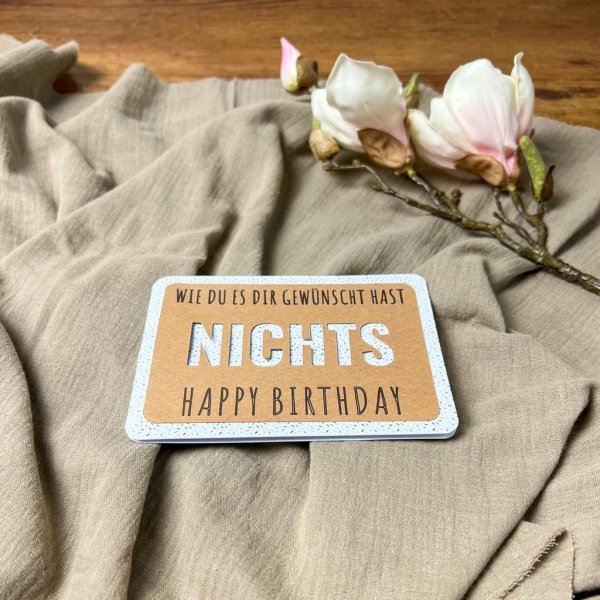 WIE DU ES DIR GEWÜNSCHT HAST
NICHTS
HAPPY BIRTHDAY